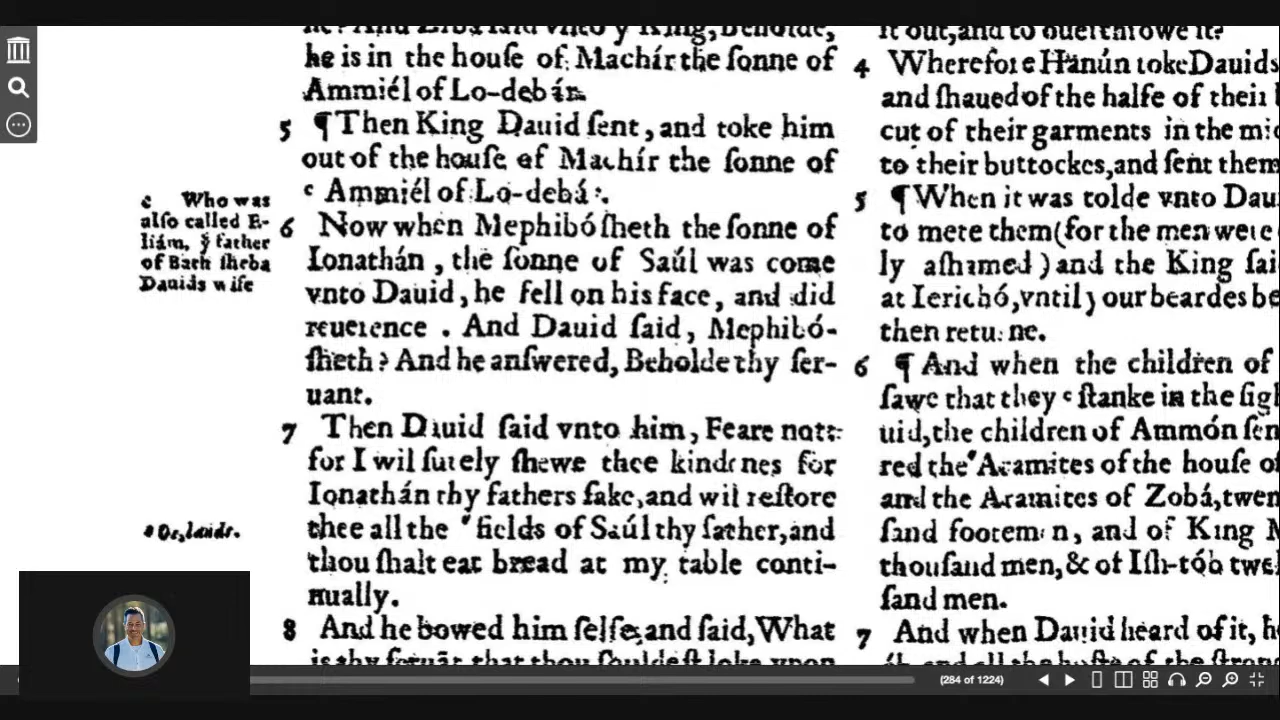 he is in the houſe of Machír the ſonne of
Ammiél of Lo-debár.
5 ¶ Then King Dauid ſent, and toke him
out of the houſe of Machír the ſonne of
c Ammiél of Lo-debár.
c Who was
alſo called E-
liám, ẙ father
of Bath ſheba
Dauids wife
6 Now when Mephibóſheth the ſonne of
Ionathán, the ſonne of Saúl was come
vnto Dauid, he fell on his face, and did
reuerence. And Dauid ſaid, Mephibó-
ſheth? And he anſwered, Beholde thy ſer-
uant.
7 Then Dauid ſaid vnto him, Feare not:
for I wil ſurely ſhewe thee kindenes for
Ionathán thy fathers ſake, and wil reſtore
thee all the "fields of Saúl thy father, and
thou ſhalt eat bread at my table conti-
nually.
"Or, lands.
8 And he bowed him ſelfe, and ſaid, What
is thy ſeruāt that thou ſhouldeſt loke vpon
it out, and to ouerthrowe it?
4 Wherefore Hanún toke Dauids
and ſhaued of the halfe of their
cut of their garments in the
to their buttockes, and ſent them
5 ¶ When it was tolde vnto
to mete them (for the men were
ly aſhamed) and the King
at Ierichó, vntil your beardes
then returne.
6 ¶ And when the children of
ſawe that they c ſtanke in the
the children of Ammón
red the "Aramites of the houſe
and the Aramites of Zobá,
ſand footemen, and of King
thouſand men, & of Iſh-tób
ſand men.
7 And when Dauid heard of it,
(284 of 1224)